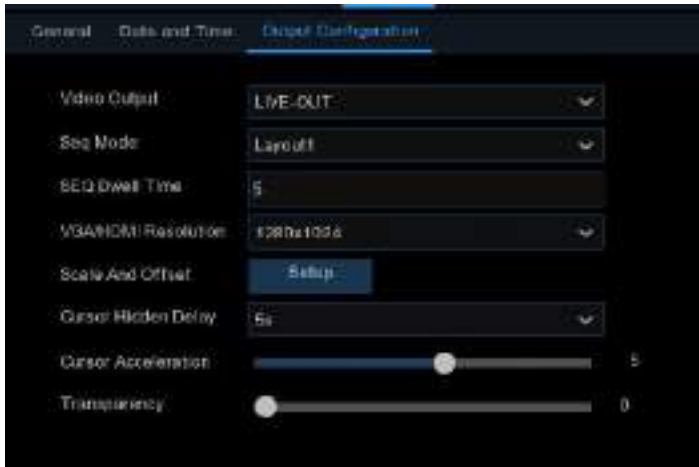 General Date and Time Output Configuration
Video Output LIVE-OUT
Seq Mode Layout1
SEQ Dwell Time 5
VGA/HDMI Resolution 1280x1024
Scale And Offset Setup
Cursor Hidden Delay 5s
Cursor Acceleration 5
Transparency 0